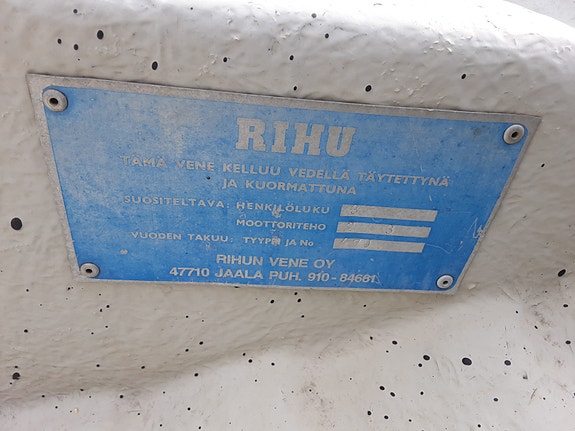 RIHU
TÄMÄ VENE KELLUU VEDELLÄ TÄYTETTYNÄ
JA KUORMATTUNA
SUOSITELTAVA: HENKILÖLUKU
MOOTTORITEHO
VUODEN TAKUU: TYYPPI JA No
RIHUN VENE OY
47710 JAALA PUH. 910-84661